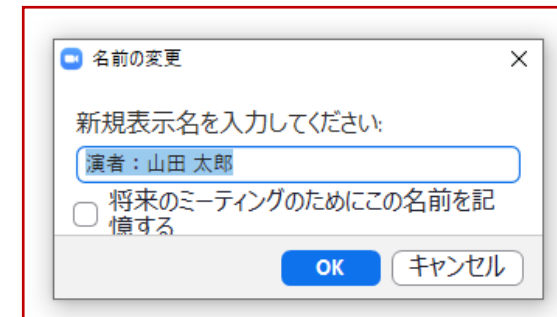 名前の変更
新規表示名を入力してください:
演者：山田 太郎
将来のミーティングのためにこの名前を記
憶する
OK
キャンセル